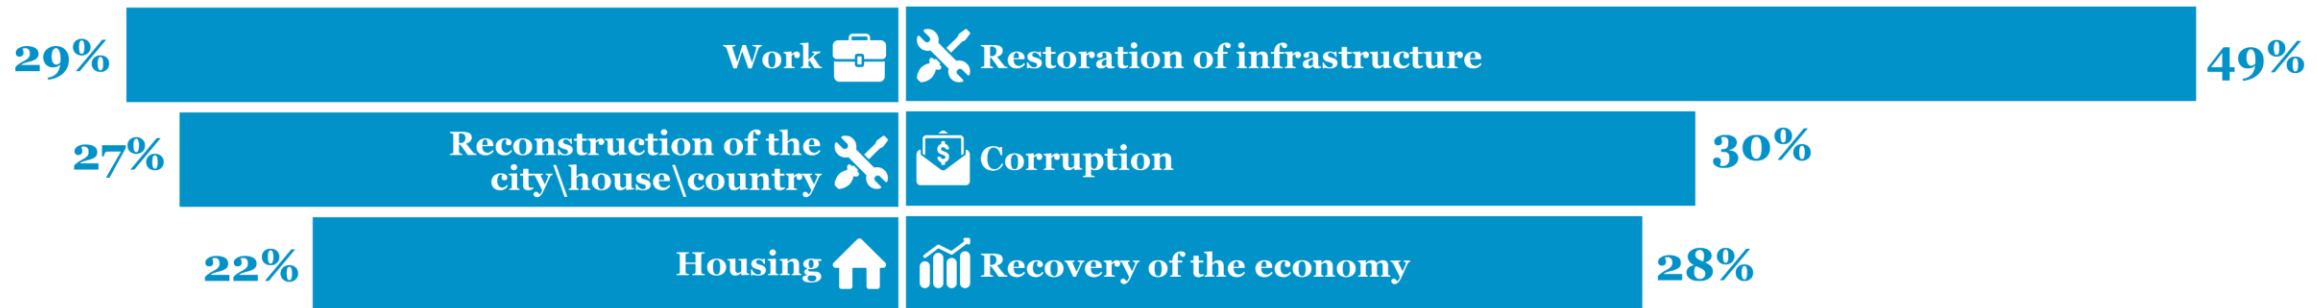 29% Work Restoration of infrastructure 49%
27% Reconstruction of the
city\house\country Corruption 30%
22% Housing $ Recovery of the economy 28%